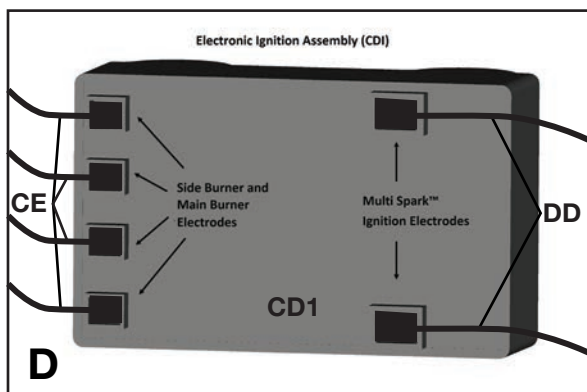 Electronic Ignition Assembly (CDI)
CE
Side Burner and
Main Burner
Electrodes
Multi Spark™
Ignition Electrodes
DD
CD1
D